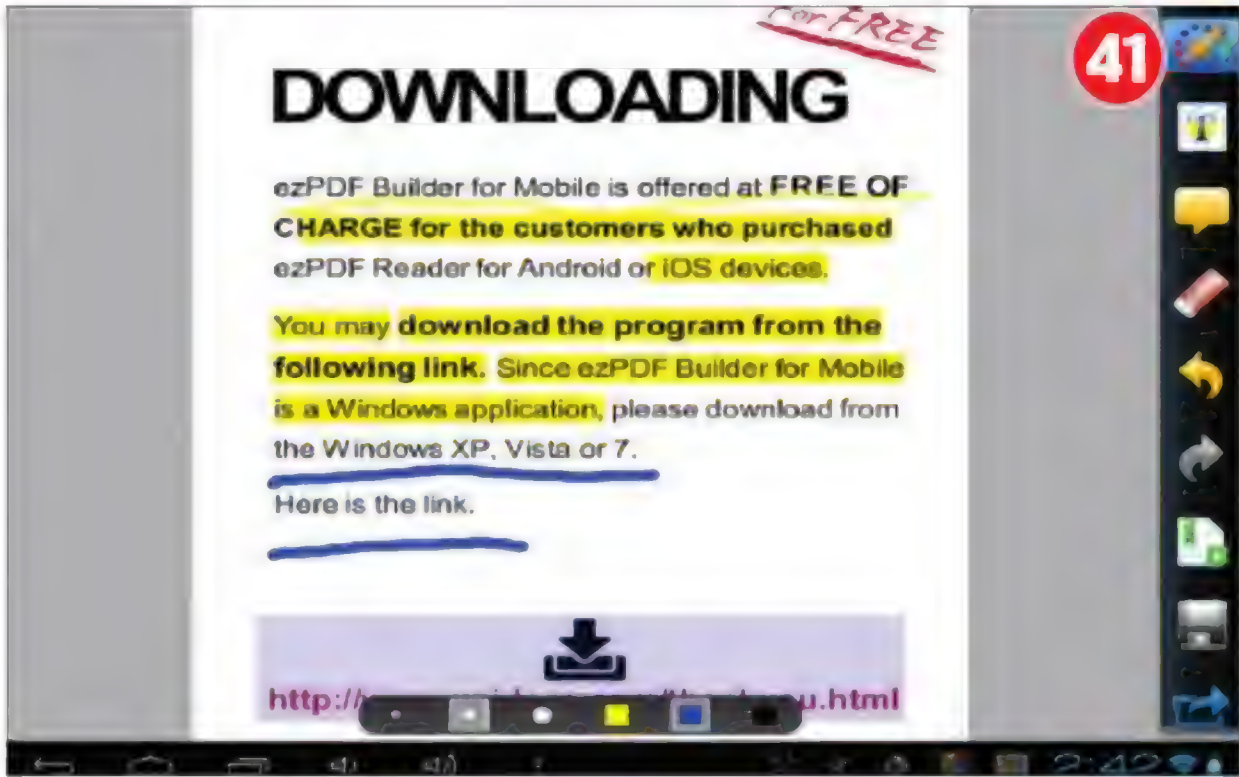 For FREE
41
DOWNLOADING
ezPDF Builder for Mobile is offered at FREE OF
CHARGE for the customers who purchased
ezPDF Reader for Android or iOS devices.
You may download the program from the
following link. Since ezPDF Builder for Mobile
is a Windows application, please download from
the Windows XP, Vista or 7.
Here is the link.
http://
u.html
2:42